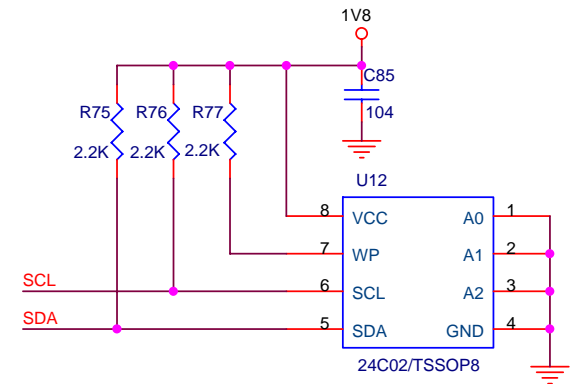 1V8
C85
104
R75 R76 R77
2.2K 2.2K 2.2K
U12
8 VCC A0 1
7 WP A1 2
SCL 6 SCL A2 3
SDA 5 SDA GND 4
24C02/TSSOP8